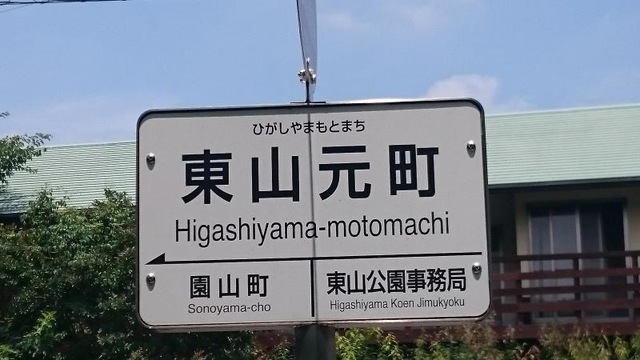 ひがしやまもとまち
東山元町
Higashiyama-motomachi
園山町
Sonoyama-cho
東山公園事務局
Higashiyama Koen Jimukyoku